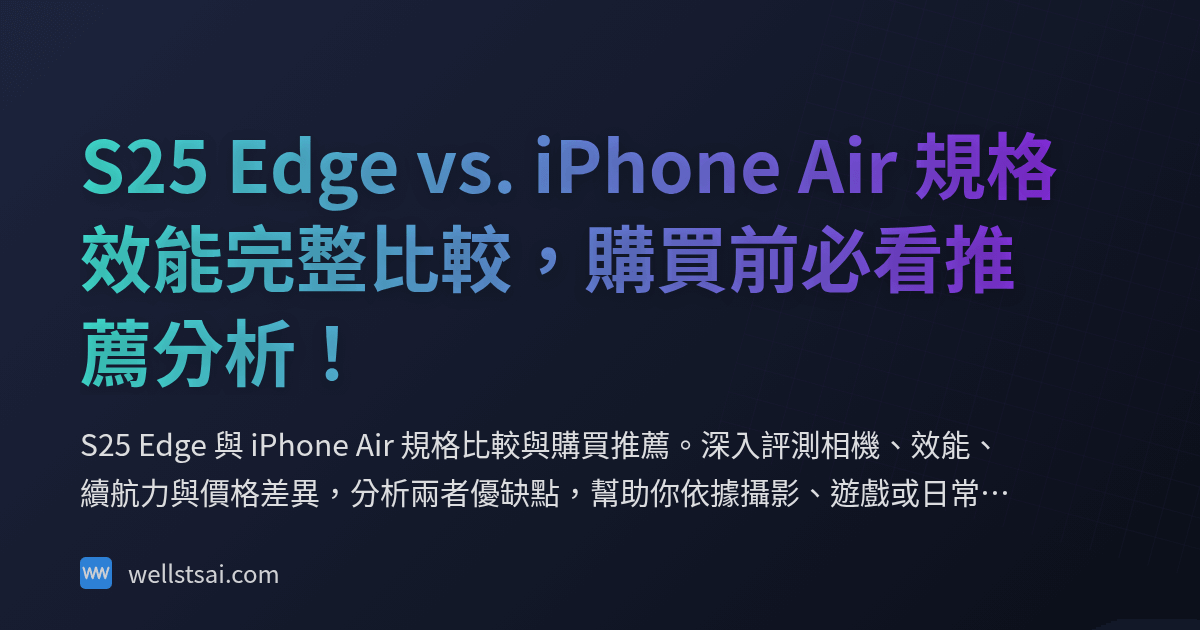 S25 Edge vs. iPhone Air 規格
效能完整比較，購買前必看推
薦分析！
S25 Edge 與 iPhone Air 規格比較與購買推薦。深入評測相機、效能、
續航力與價格差異，分析兩者優缺點，幫助你依據攝影、遊戲或日常⋯
wellstsai.com